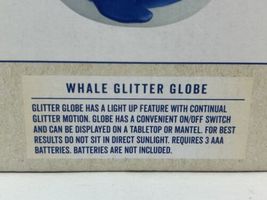 WHALE GLITTER GLOBE
GLITTER GLOBE HAS A LIGHT UP FEATURE WITH CONTINUAL
GLITTER MOTION. GLOBE HAS A CONVENIENT ON/OFF SWITCH
AND CAN BE DISPLAYED ON A TABLETOP OR MANTEL. FOR BEST
RESULTS DO NOT SIT IN DIRECT SUNLIGHT. REQUIRES 3 AAA
BATTERIES. BATTERIES ARE NOT INCLUDED.